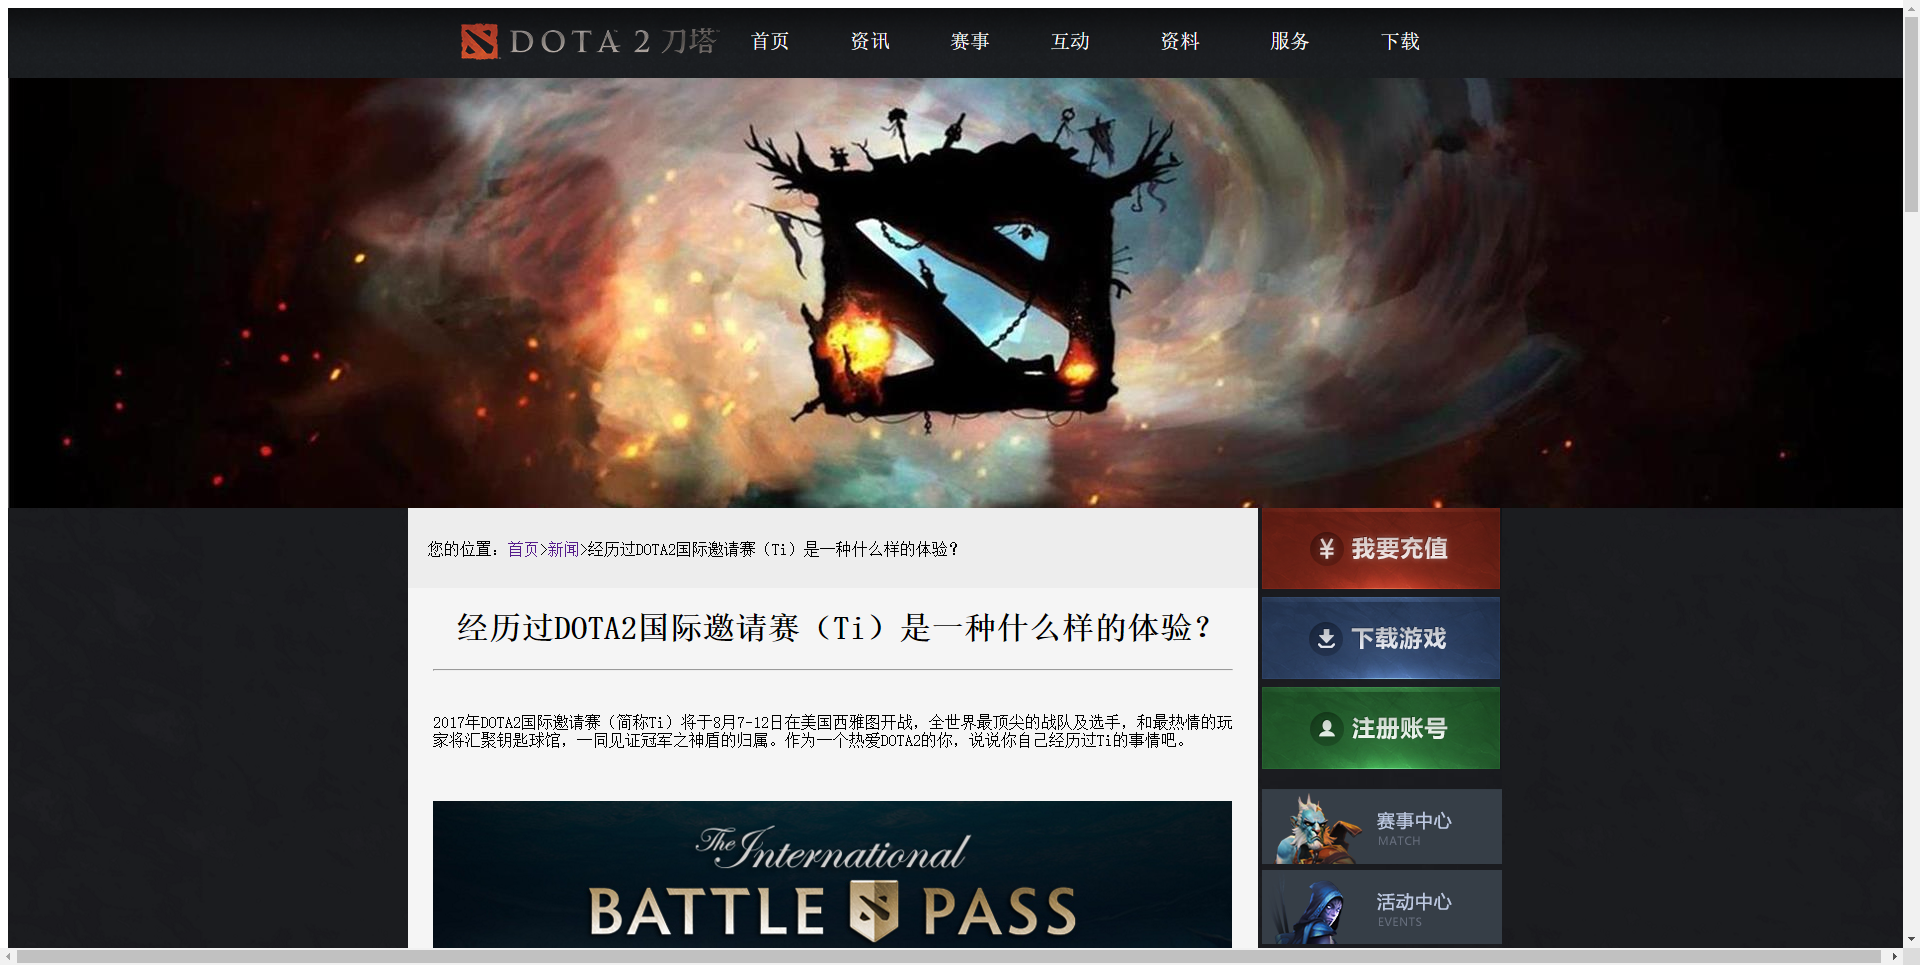 DOTA 2 刀塔 首页 资讯 赛事 互动 资料 服务 下载
您的位置：首页>新闻>经历过DOTA2国际邀请赛（Ti）是一种什么样的体验？
经历过DOTA2国际邀请赛（Ti）是一种什么样的体验？
2017年DOTA2国际邀请赛（简称Ti）将于8月7-12日在美国西雅图开战，全世界最顶尖的战队及选手，和最热情的玩
家将汇聚钥匙球馆，一同见证冠军之神盾的归属。作为一个热爱DOTA2的你，说说你自己经历过Ti的事情吧。
The International
BATTLE PASS
¥ 我要充值
下载游戏
注册账号
赛事中心
MATCH
活动中心
EVENTS